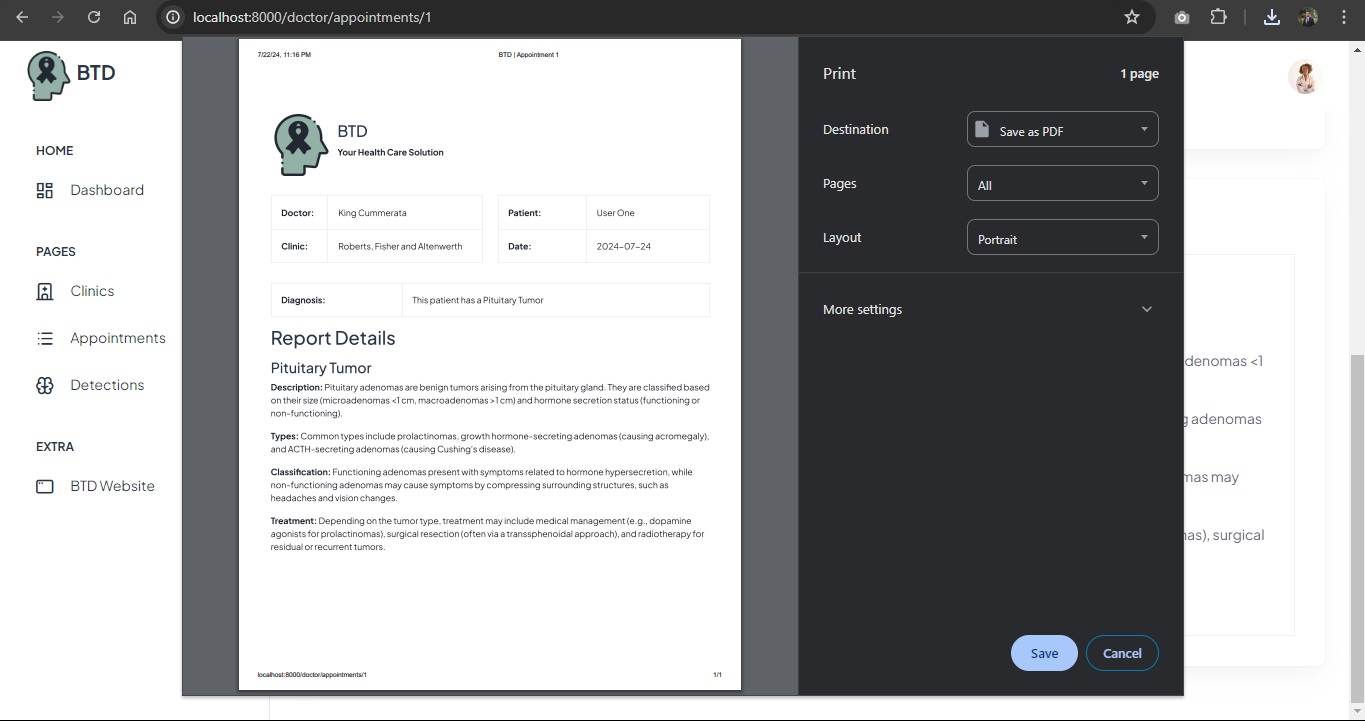 localhost:8000/doctor/appointments/1
BTD
HOME
Dashboard
PAGES
Clinics
Appointments
Detections
EXTRA
BTD Website
7/22/24, 11:16 PM
BTD | Appointment 1
BTD
Your Health Care Solution
Doctor: King Cummerata
Clinic: Roberts, Fisher and Altenwerth
Patient: User One
Date: 2024-07-24
Diagnosis: This patient has a Pituitary Tumor
Report Details
Pituitary Tumor
Description: Pituitary adenomas are benign tumors arising from the pituitary gland. They are classified based
on their size (microadenomas <1 cm, macroadenomas >1 cm) and hormone secretion status (functioning or
non-functioning).
Types: Common types include prolactinomas, growth hormone-secreting adenomas (causing acromegaly),
and ACTH-secreting adenomas (causing Cushing's disease).
Classification: Functioning adenomas present with symptoms related to hormone hypersecretion, while
non-functioning adenomas may cause symptoms by compressing surrounding structures, such as
headaches and vision changes.
Treatment: Depending on the tumor type, treatment may include medical management (e.g., dopamine
agonists for prolactinomas), surgical resection (often via a transsphenoidal approach), and radiotherapy for
residual or recurrent tumors.
localhost:8000/doctor/appointments/1
1/1
Print
1 page
Destination
Save as PDF
Pages
All
Layout
Portrait
More settings
Save
Cancel
denomas <1
g adenomas
mas may
nas), surgical